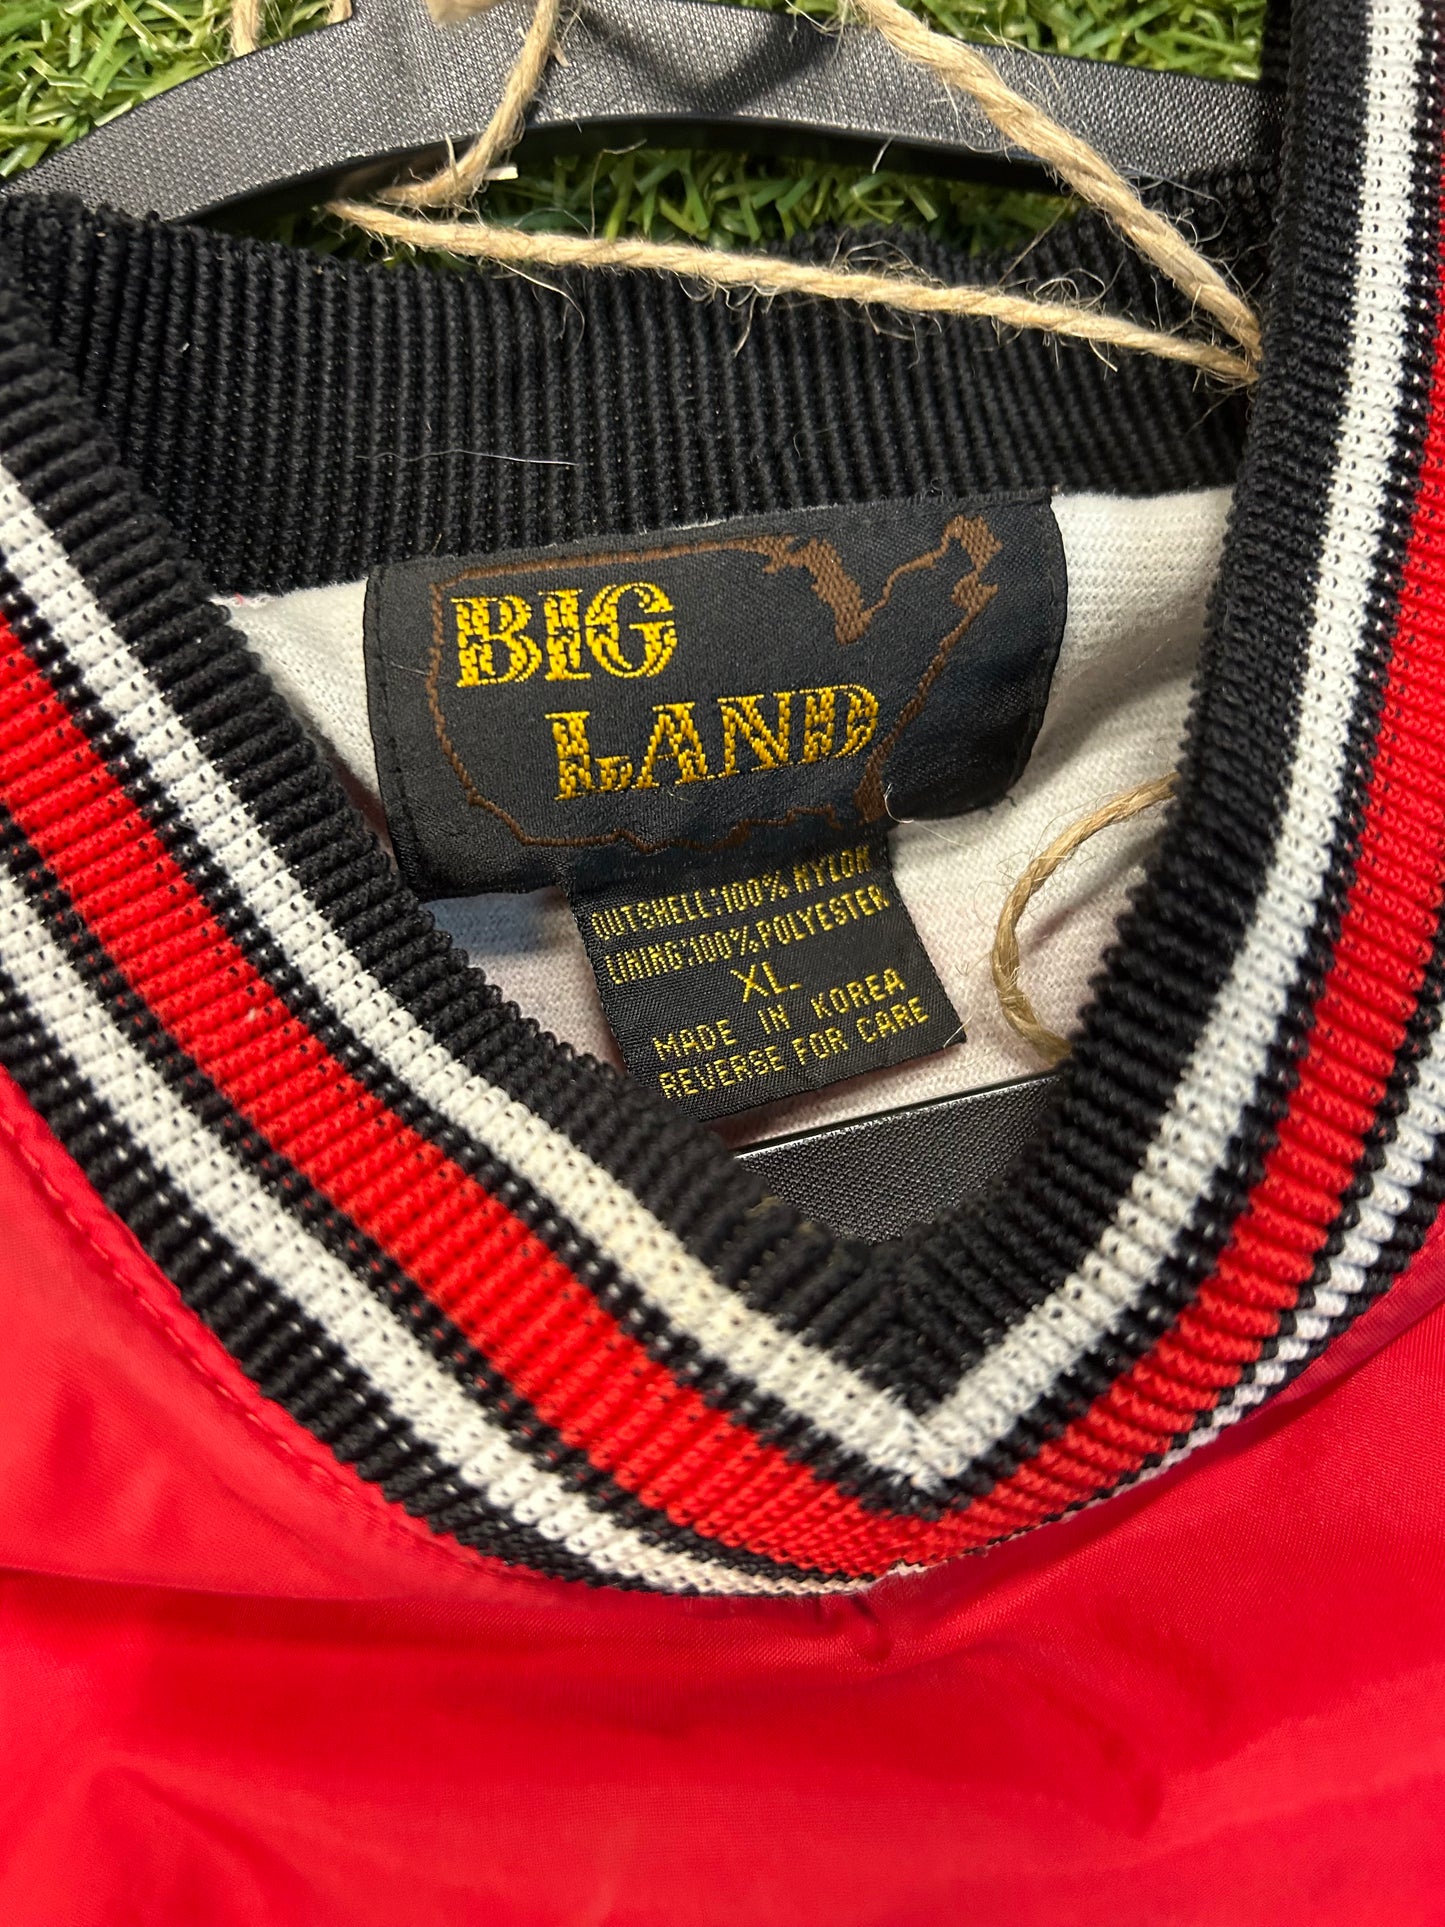 BIG
LAND
OUTSHELL:100% NYLON
LINING:100% POLYESTER
XL
MADE IN KOREA
REVERSE FOR CARE